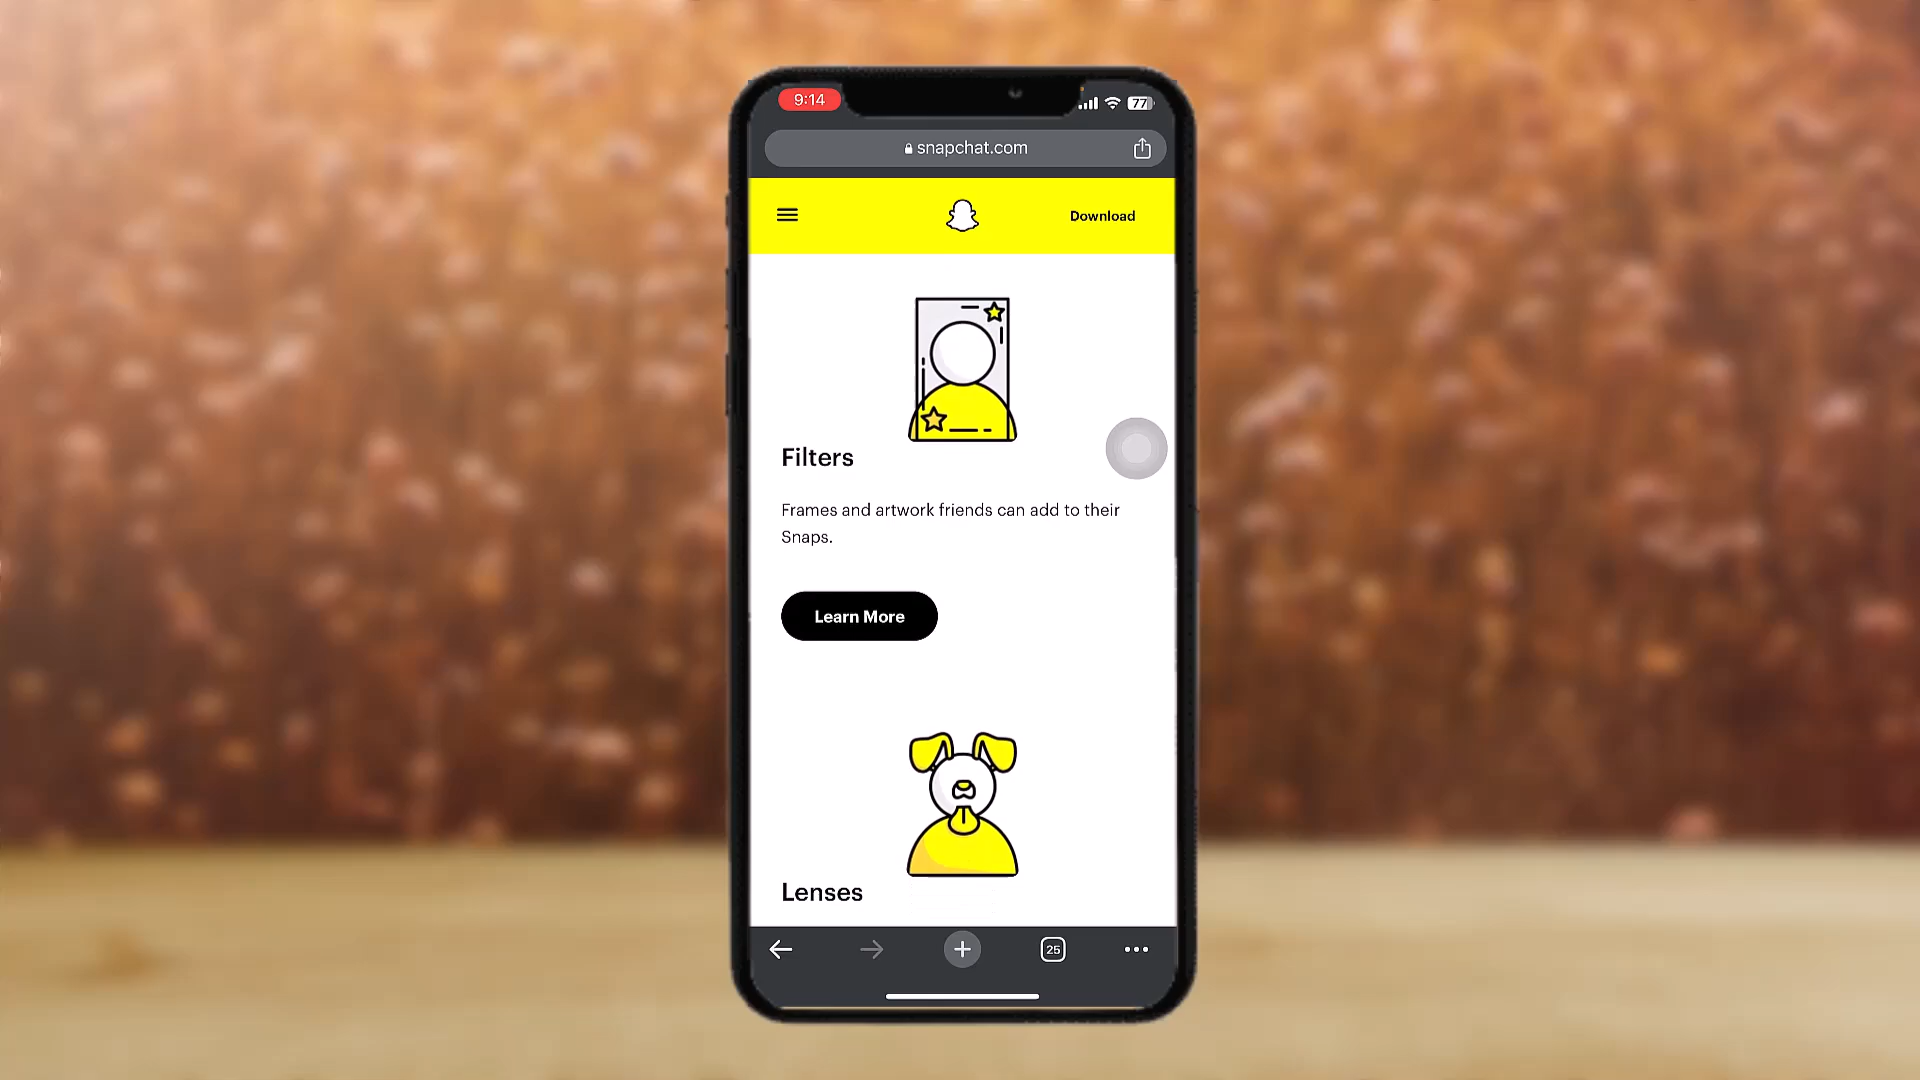 9:14
77
snapchat.com
Download
Filters
Frames and artwork friends can add to their
Snaps.
Learn More
Lenses
25